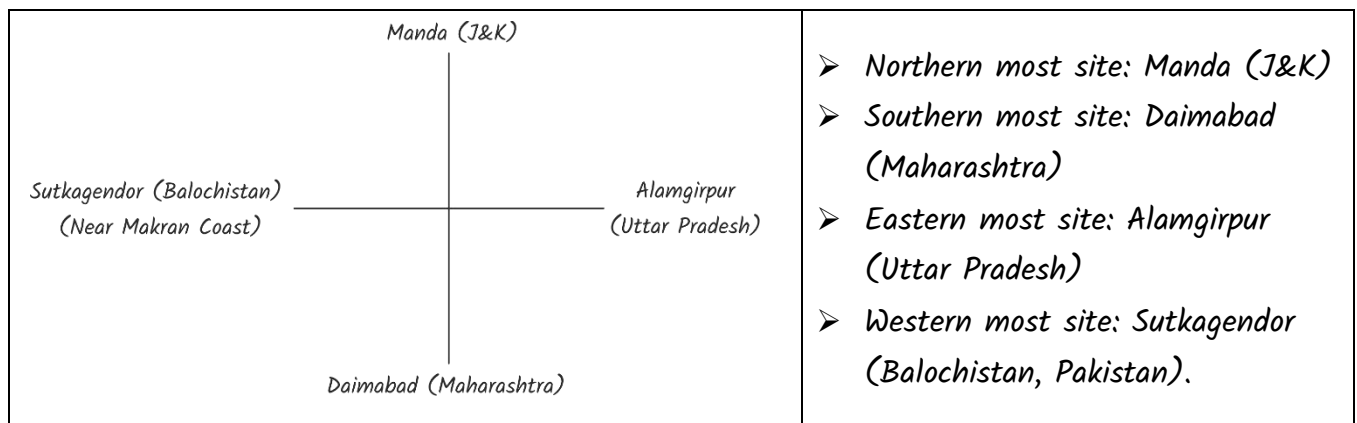 Manda (J&K)
Sutkagendor (Balochistan)
(Near Makran Coast)
Alamgirpur
(Uttar Pradesh)
Daimabad (Maharashtra)
➢ Northern most site: Manda (J&K)
➢ Southern most site: Daimabad
(Maharashtra)
➢ Eastern most site: Alamgirpur
(Uttar Pradesh)
➢ Western most site: Sutkagendor
(Balochistan, Pakistan).